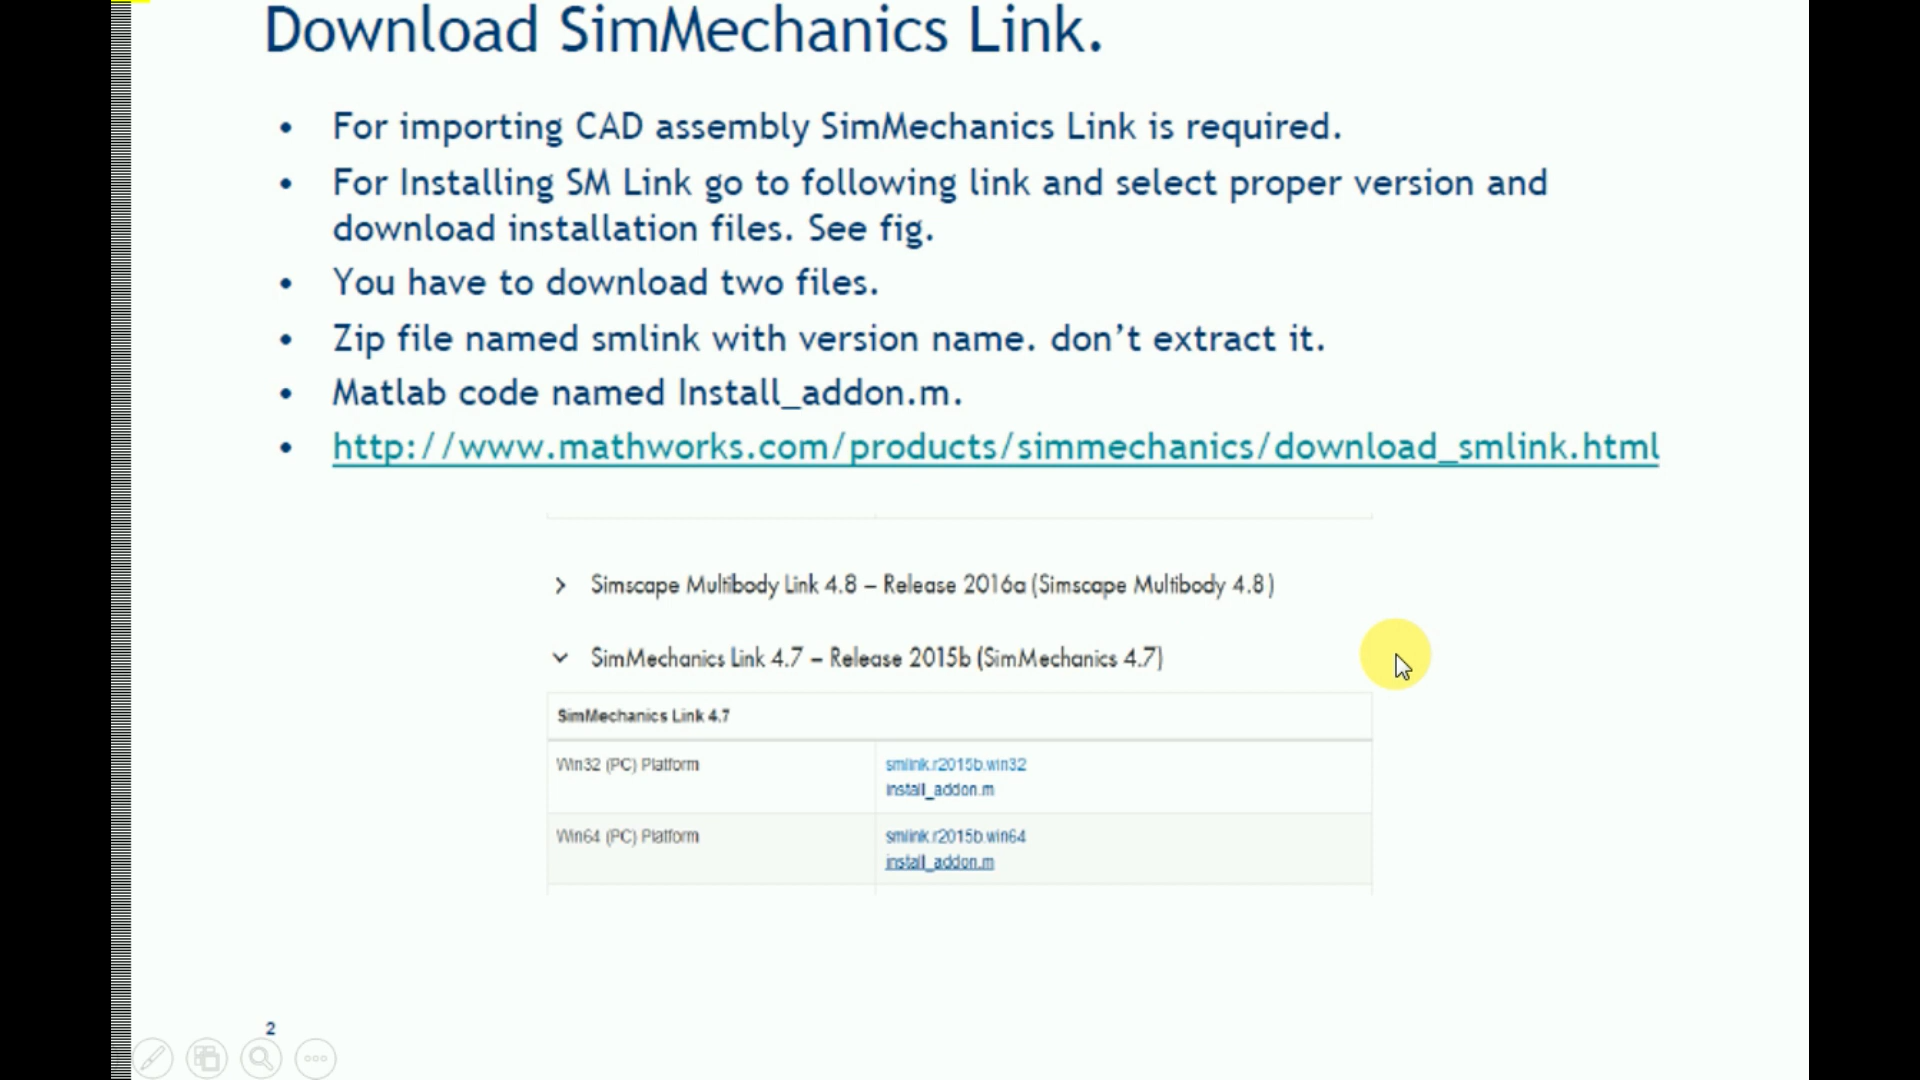 Download SimMechanics Link.
• For importing CAD assembly SimMechanics Link is required.
• For Installing SM Link go to following link and select proper version and
download installation files. See fig.
• You have to download two files.
• Zip file named smlink with version name. don't extract it.
• Matlab code named Install_addon.m.
• http://www.mathworks.com/products/simmechanics/download_smlink.html
Simscape Multibody Link 4.8 – Release 2016a (Simscape Multibody 4.8)
SimMechanics Link 4.7 – Release 2015b (SimMechanics 4.7)
SimMechanics Link 4.7
Win32 (PC) Platform
smlink.r2015b.win32
install_addon.m
Win64 (PC) Platform
smlink.r2015b.win64
install_addon.m
2